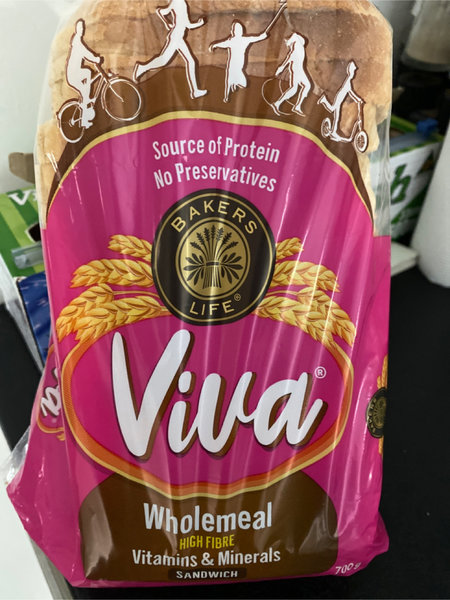 Source of Protein
No Preservatives
BAKERS
LIFE®
Viva®
Wholemeal
HIGH FIBRE
Vitamins & Minerals
SANDWICH
700g